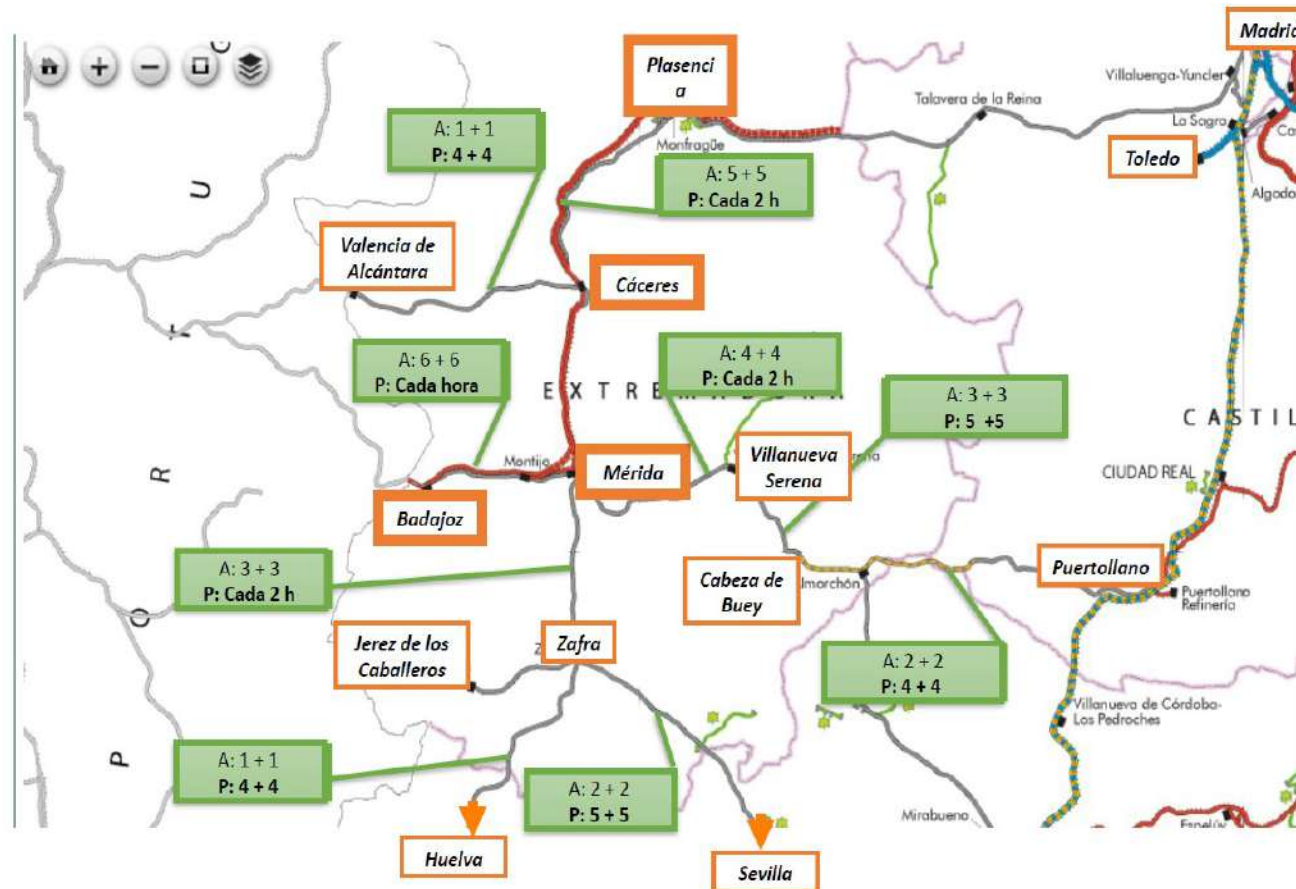 Madrid
Plasenci
a
Villaluenga-Yuncler
Talavera de la Reina
La Sagra
Monfragüe
Toledo
A: 1 + 1
P: 4 + 4
A: 5 + 5
P: Cada 2 h
U
Valencia de
Alcántara
Cáceres
T
A: 6 + 6
P: Cada hora
A: 4 + 4
P: Cada 2 h
A: 3 + 3
P: 5 +5
R
Montijo
Mérida
Villanueva
Serena
CIUDAD REAL
Badajoz
A: 3 + 3
P: Cada 2 h
Cabeza de
Buey
Puertollano
Puertollano
Refinería
O
Jerez de los
Caballeros
Zafra
A: 2 + 2
P: 4 + 4
Villanueva de Córdoba-
Los Pedroches
P
A: 1 + 1
P: 4 + 4
A: 2 + 2
P: 5 + 5
Mirabueno
Huelva
Sevilla